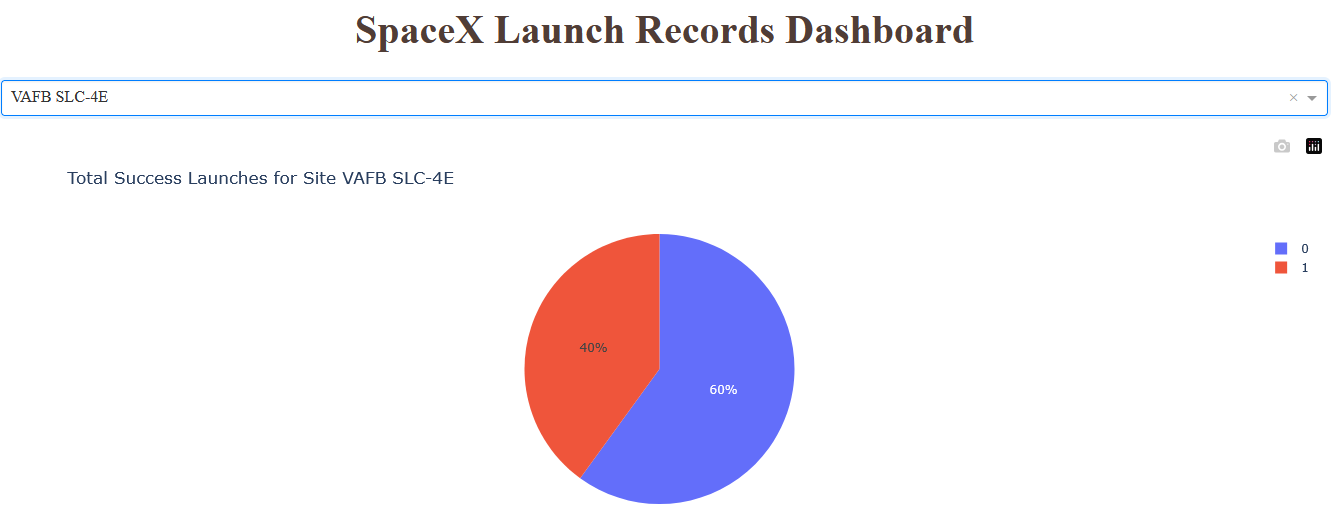 SpaceX Launch Records Dashboard
VAFB SLC-4E
×
Total Success Launches for Site VAFB SLC-4E
0
1
40%
60%